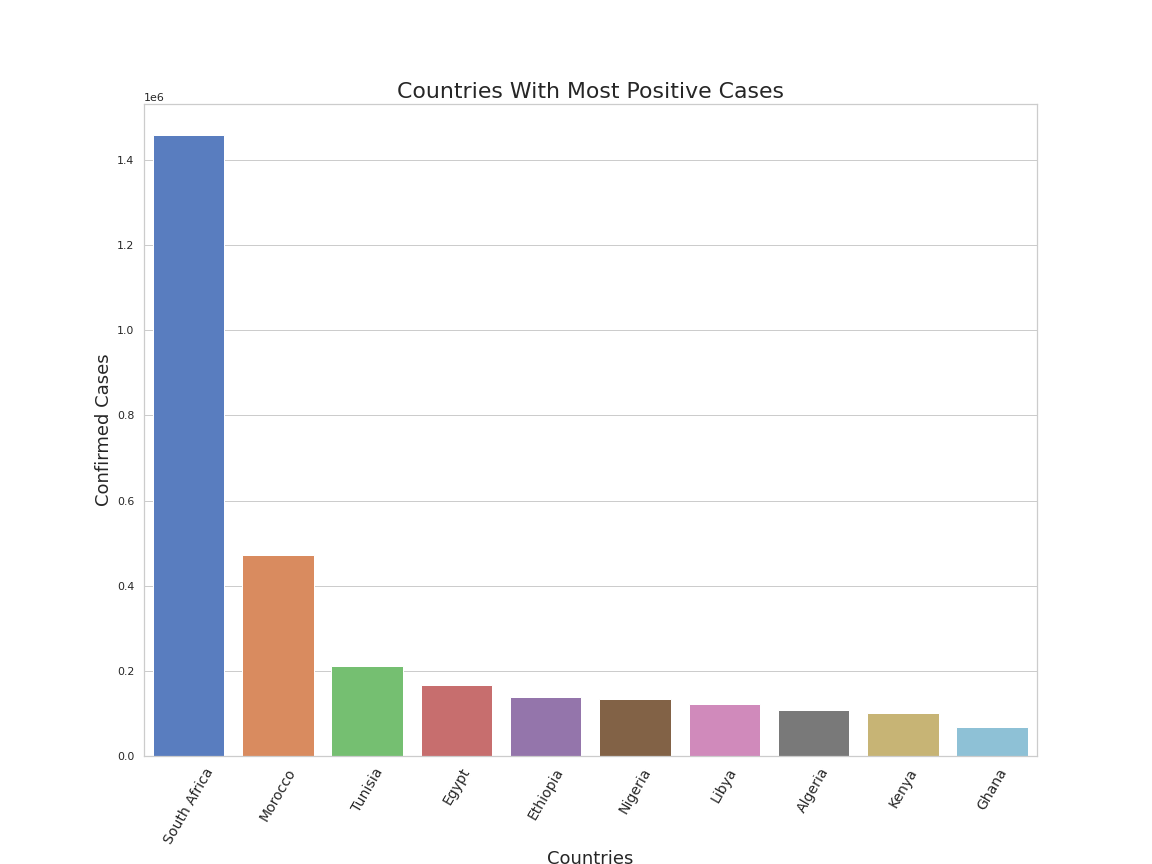 Countries With Most Positive Cases
1e6
1.4
1.2
1.0
0.8
0.6
0.4
0.2
0.0
Confirmed Cases
South Africa
Morocco
Tunisia
Egypt
Ethiopia
Nigeria
Libya
Algeria
Kenya
Ghana
Countries